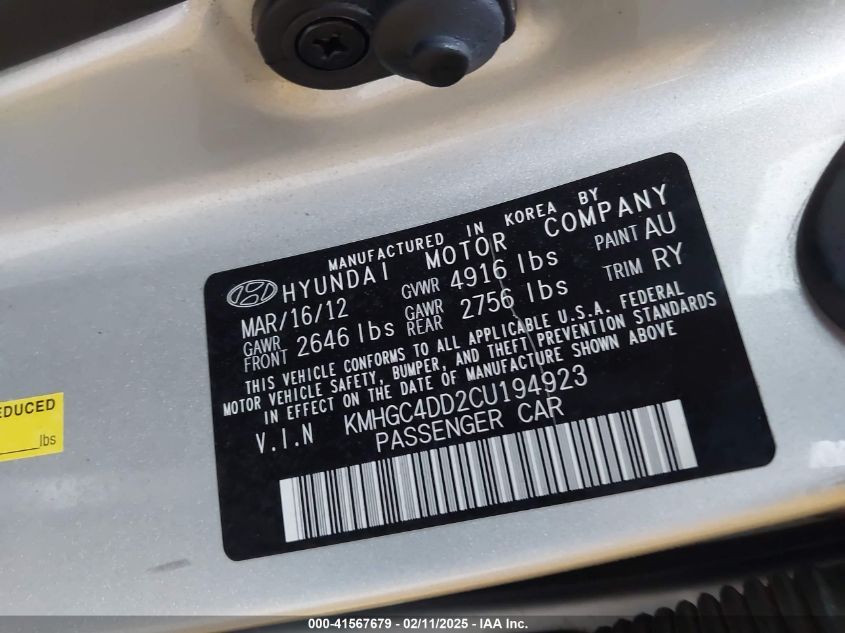 MANUFACTURED IN KOREA BY
HYUNDAI MOTOR COMPANY
MAR/16/12 GVWR 4916 lbs PAINT AU
GAWR FRONT 2646 lbs GAWR REAR 2756 lbs TRIM RY
THIS VEHICLE CONFORMS TO ALL APPLICABLE U.S.A. FEDERAL
MOTOR VEHICLE SAFETY, BUMPER, AND THEFT PREVENTION STANDARDS
IN EFFECT ON THE DATE OF MANUFACTURE SHOWN ABOVE
V.I.N KMHGC4DD2CU194923
PASSENGER CAR
EDUCED
lbs
000-41567679 - 02/11/2025 - IAA Inc.